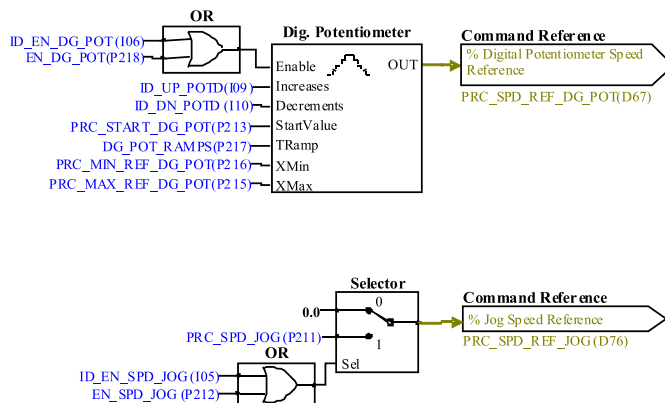 OR
Dig. Potentiometer
Command Reference
ID_EN_DG_POT (I06)
EN_DG_POT(P218)
Enable
OUT
% Digital Potentiometer Speed
Reference
ID_UP_POTD(I09)
Increases
PRC_SPD_REF_DG_POT(D67)
ID_DN_POTD (I10)
Decrements
PRC_START_DG_POT(P213)
StartValue
DG_POT_RAMPS(P217)
TRamp
PRC_MIN_REF_DG_POT(P216)
XMin
PRC_MAX_REF_DG_POT(P215)
XMax
Selector
Command Reference
0.0
0
% Jog Speed Reference
PRC_SPD_JOG (P211)
1
PRC_SPD_REF_JOG (D76)
OR
Sel
ID_EN_SPD_JOG (I05)
EN_SPD_JOG (P212)